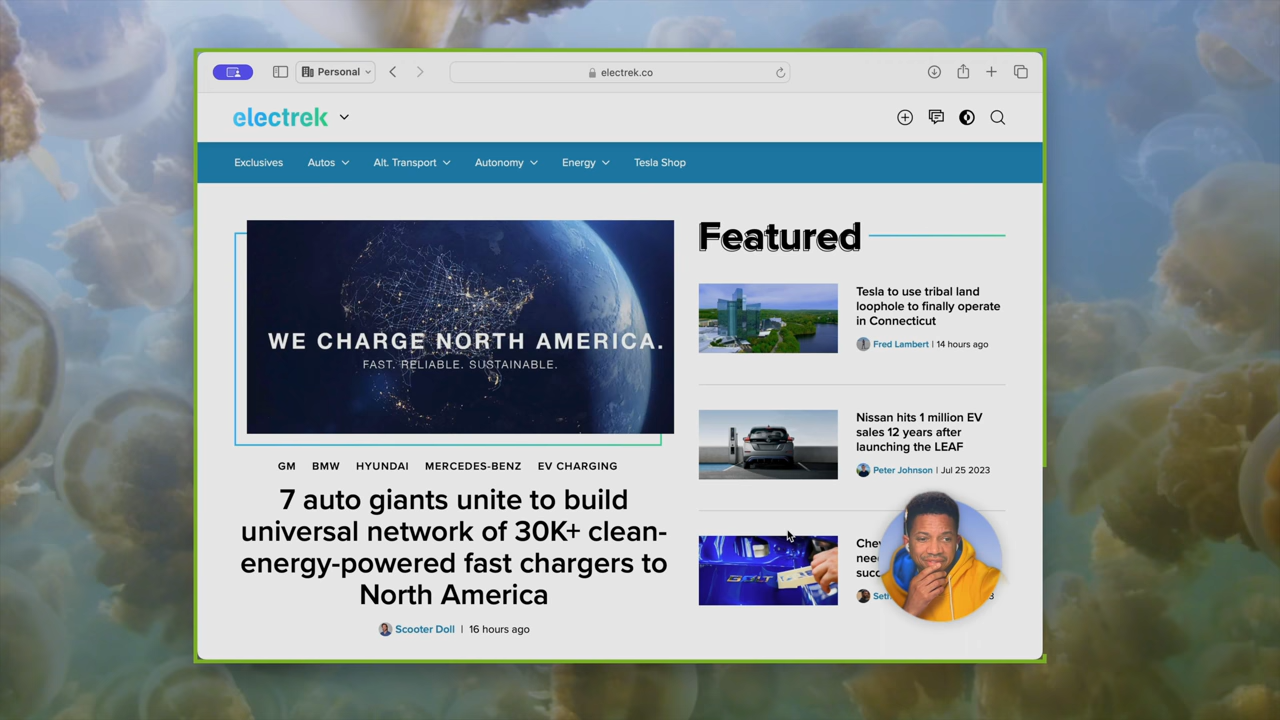 Personal
electrek.co
electrek
Exclusives Autos Alt. Transport Autonomy Energy Tesla Shop
WE CHARGE NORTH AMERICA.
FAST. RELIABLE. SUSTAINABLE.
GM BMW HYUNDAI MERCEDES-BENZ EV CHARGING
7 auto giants unite to build
universal network of 30K+ clean-
energy-powered fast chargers to
North America
Scooter Doll | 16 hours ago
Featured
Tesla to use tribal land
loophole to finally operate
in Connecticut
Fred Lambert | 14 hours ago
Nissan hits 1 million EV
sales 12 years after
launching the LEAF
Peter Johnson | Jul 25 2023
BOLT